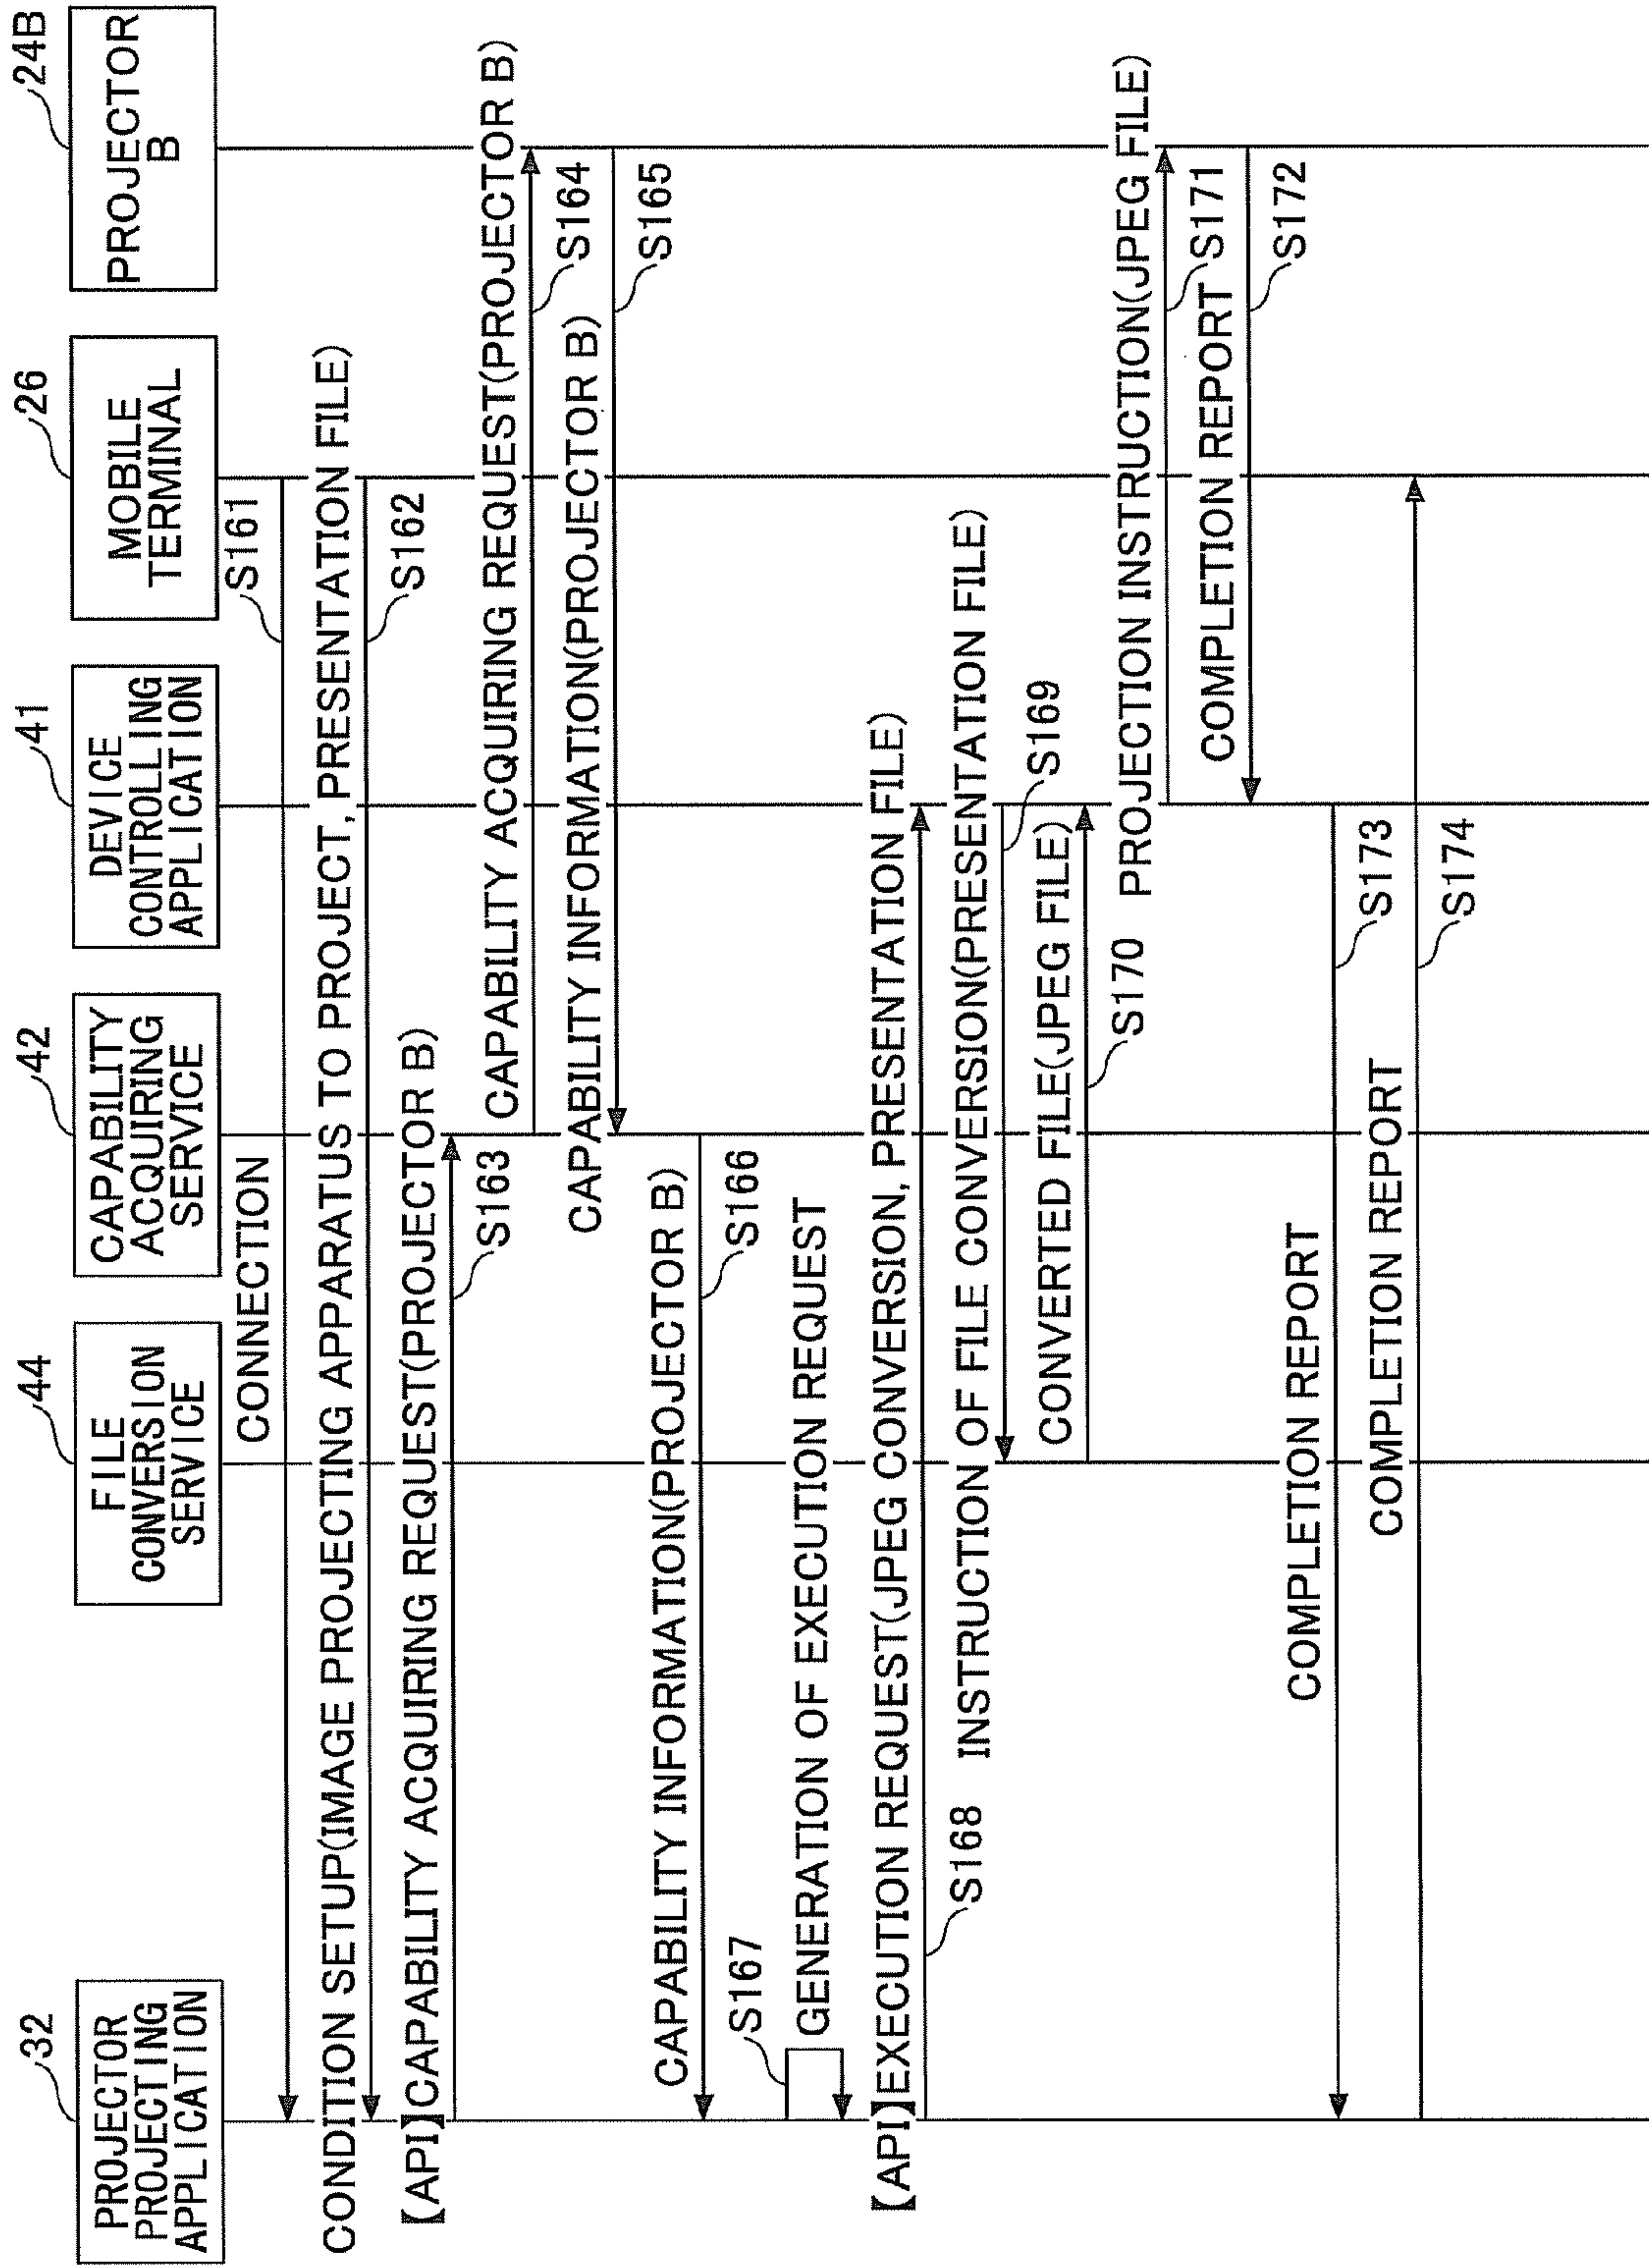 32
PROJECTOR
PROJECTING
APPLICATION
44
FILE
CONVERSION
SERVICE
42
CAPABILITY
ACQUIRING
SERVICE
41
DEVICE
CONTROLLING
APPLICATION
26
MOBILE
TERMINAL
24B
PROJECTOR
B
CONNECTION
S161
CONDITION SETUP(IMAGE PROJECTING APPARATUS TO PROJECT, PRESENTATION FILE)
S162
【API】CAPABILITY ACQUIRING REQUEST(PROJECTOR B)
S163
CAPABILITY ACQUIRING REQUEST(PROJECTOR B)
S164
CAPABILITY INFORMATION(PROJECTOR B)
S165
CAPABILITY INFORMATION(PROJECTOR B)
S166
S167
GENERATION OF EXECUTION REQUEST
【API】EXECUTION REQUEST(JPEG CONVERSION, PRESENTATION FILE)
S168
INSTRUCTION OF FILE CONVERSION(PRESENTATION FILE)
S169
CONVERTED FILE(JPEG FILE)
S170
PROJECTION INSTRUCTION(JPEG FILE)
S171
COMPLETION REPORT
S172
COMPLETION REPORT
S173
COMPLETION REPORT
S174